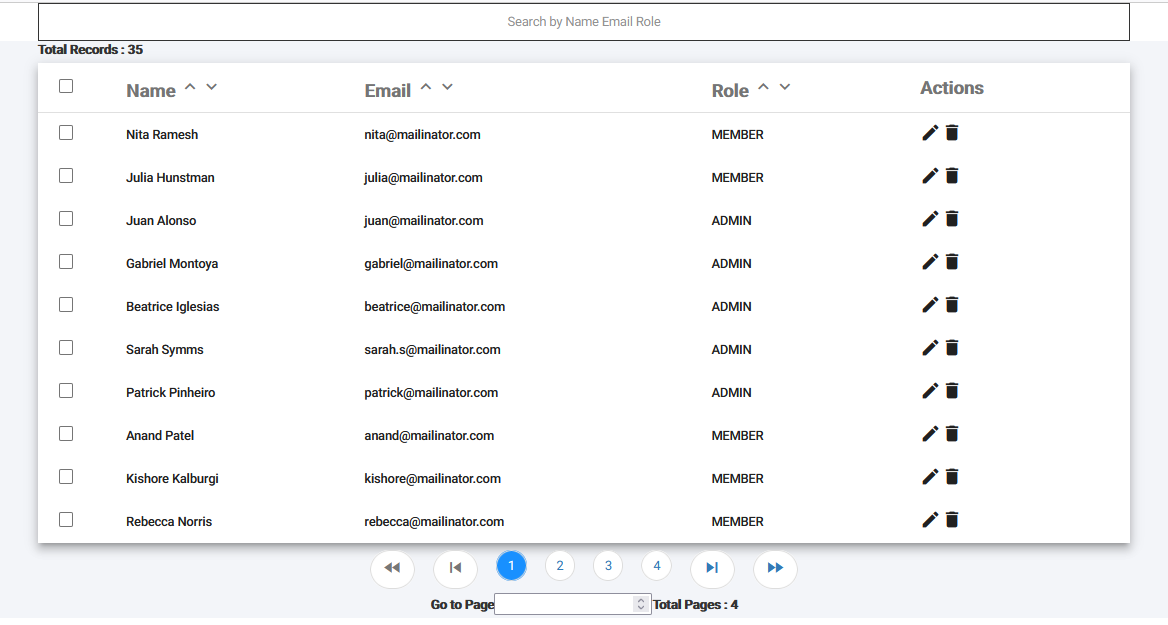 Search by Name Email Role
Total Records : 35
Name Email Role Actions
Nita Ramesh nita@mailinator.com MEMBER
Julia Hunstman julia@mailinator.com MEMBER
Juan Alonso juan@mailinator.com ADMIN
Gabriel Montoya gabriel@mailinator.com ADMIN
Beatrice Iglesias beatrice@mailinator.com ADMIN
Sarah Symms sarah.s@mailinator.com ADMIN
Patrick Pinheiro patrick@mailinator.com ADMIN
Anand Patel anand@mailinator.com MEMBER
Kishore Kalburgi kishore@mailinator.com MEMBER
Rebecca Norris rebecca@mailinator.com MEMBER
1 2 3 4
Go to Page Total Pages : 4